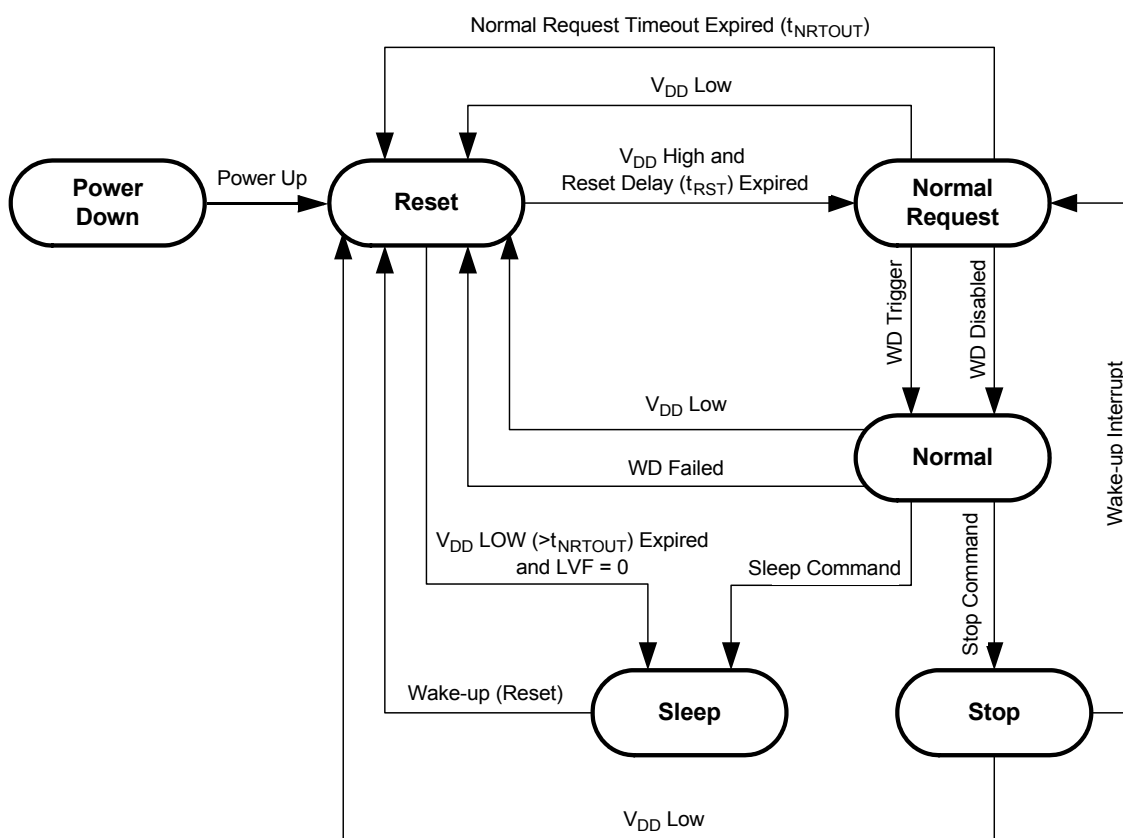 Normal Request Timeout Expired (tNRTOUT)
VDD Low
Power
Down
Power Up
Reset
VDD High and
Reset Delay (tRST) Expired
Normal
Request
WD Trigger
WD Disabled
Wake-up Interrupt
VDD Low
Normal
WD Failed
VDD LOW (>tNRTOUT) Expired
and LVF = 0
Sleep Command
Stop Command
Wake-up (Reset)
Sleep
Stop
VDD Low